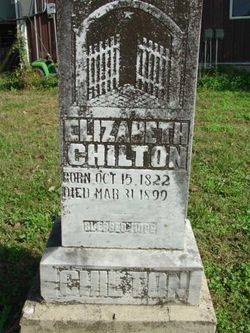 ELIZABETH
CHILTON
BORN OCT 15, 1822
DIED MAR 31, 1899
BLESSED HOPE
CHILTON